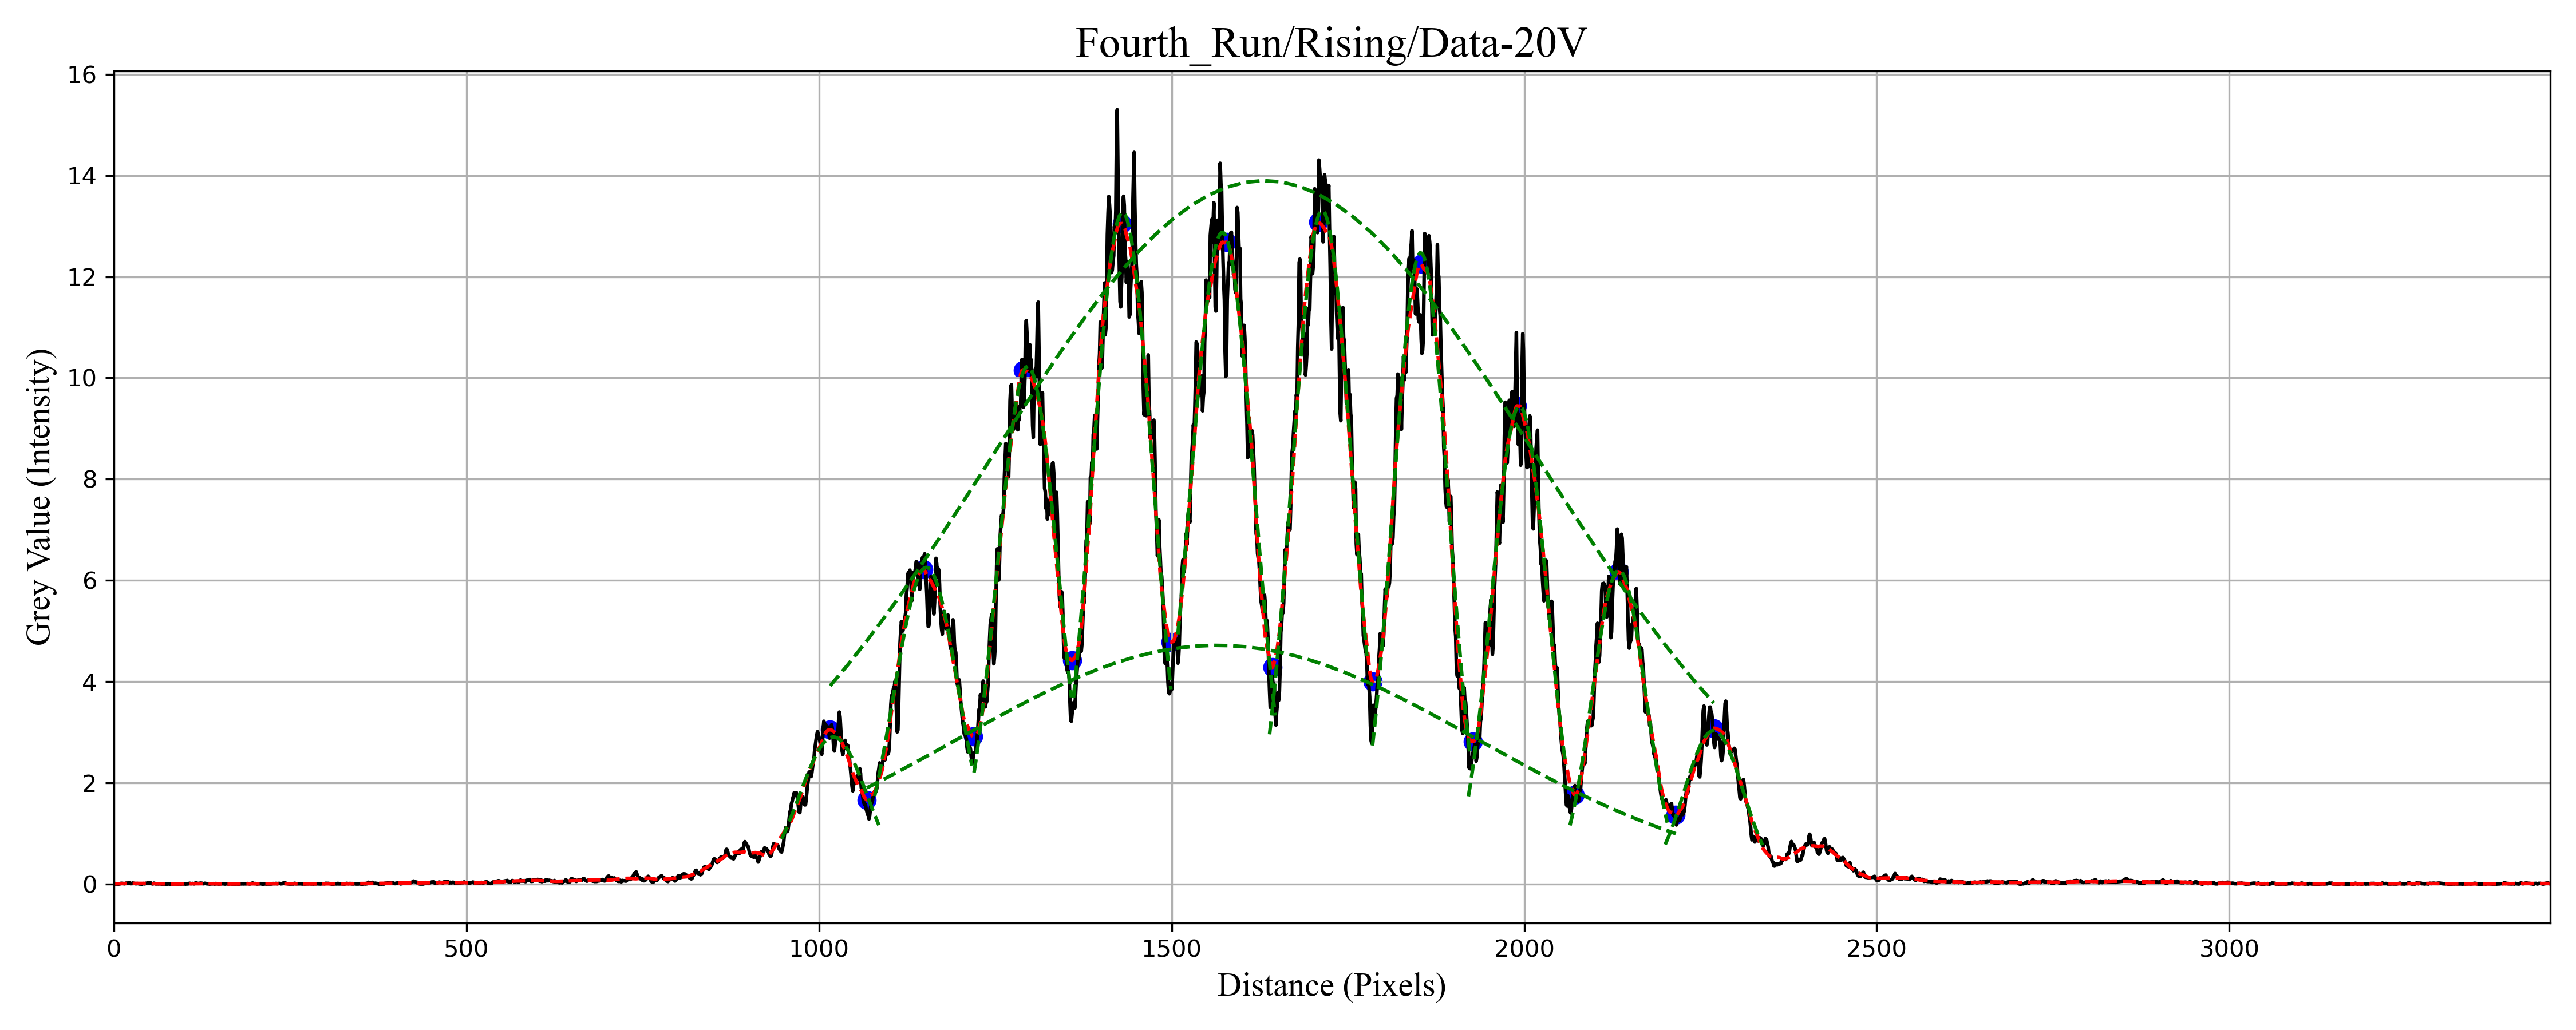 Fourth_Run/Rising/Data-20V
16
14
12
10
8
6
4
2
0
Grey Value (Intensity)
0 500 1000 1500 2000 2500 3000
Distance (Pixels)